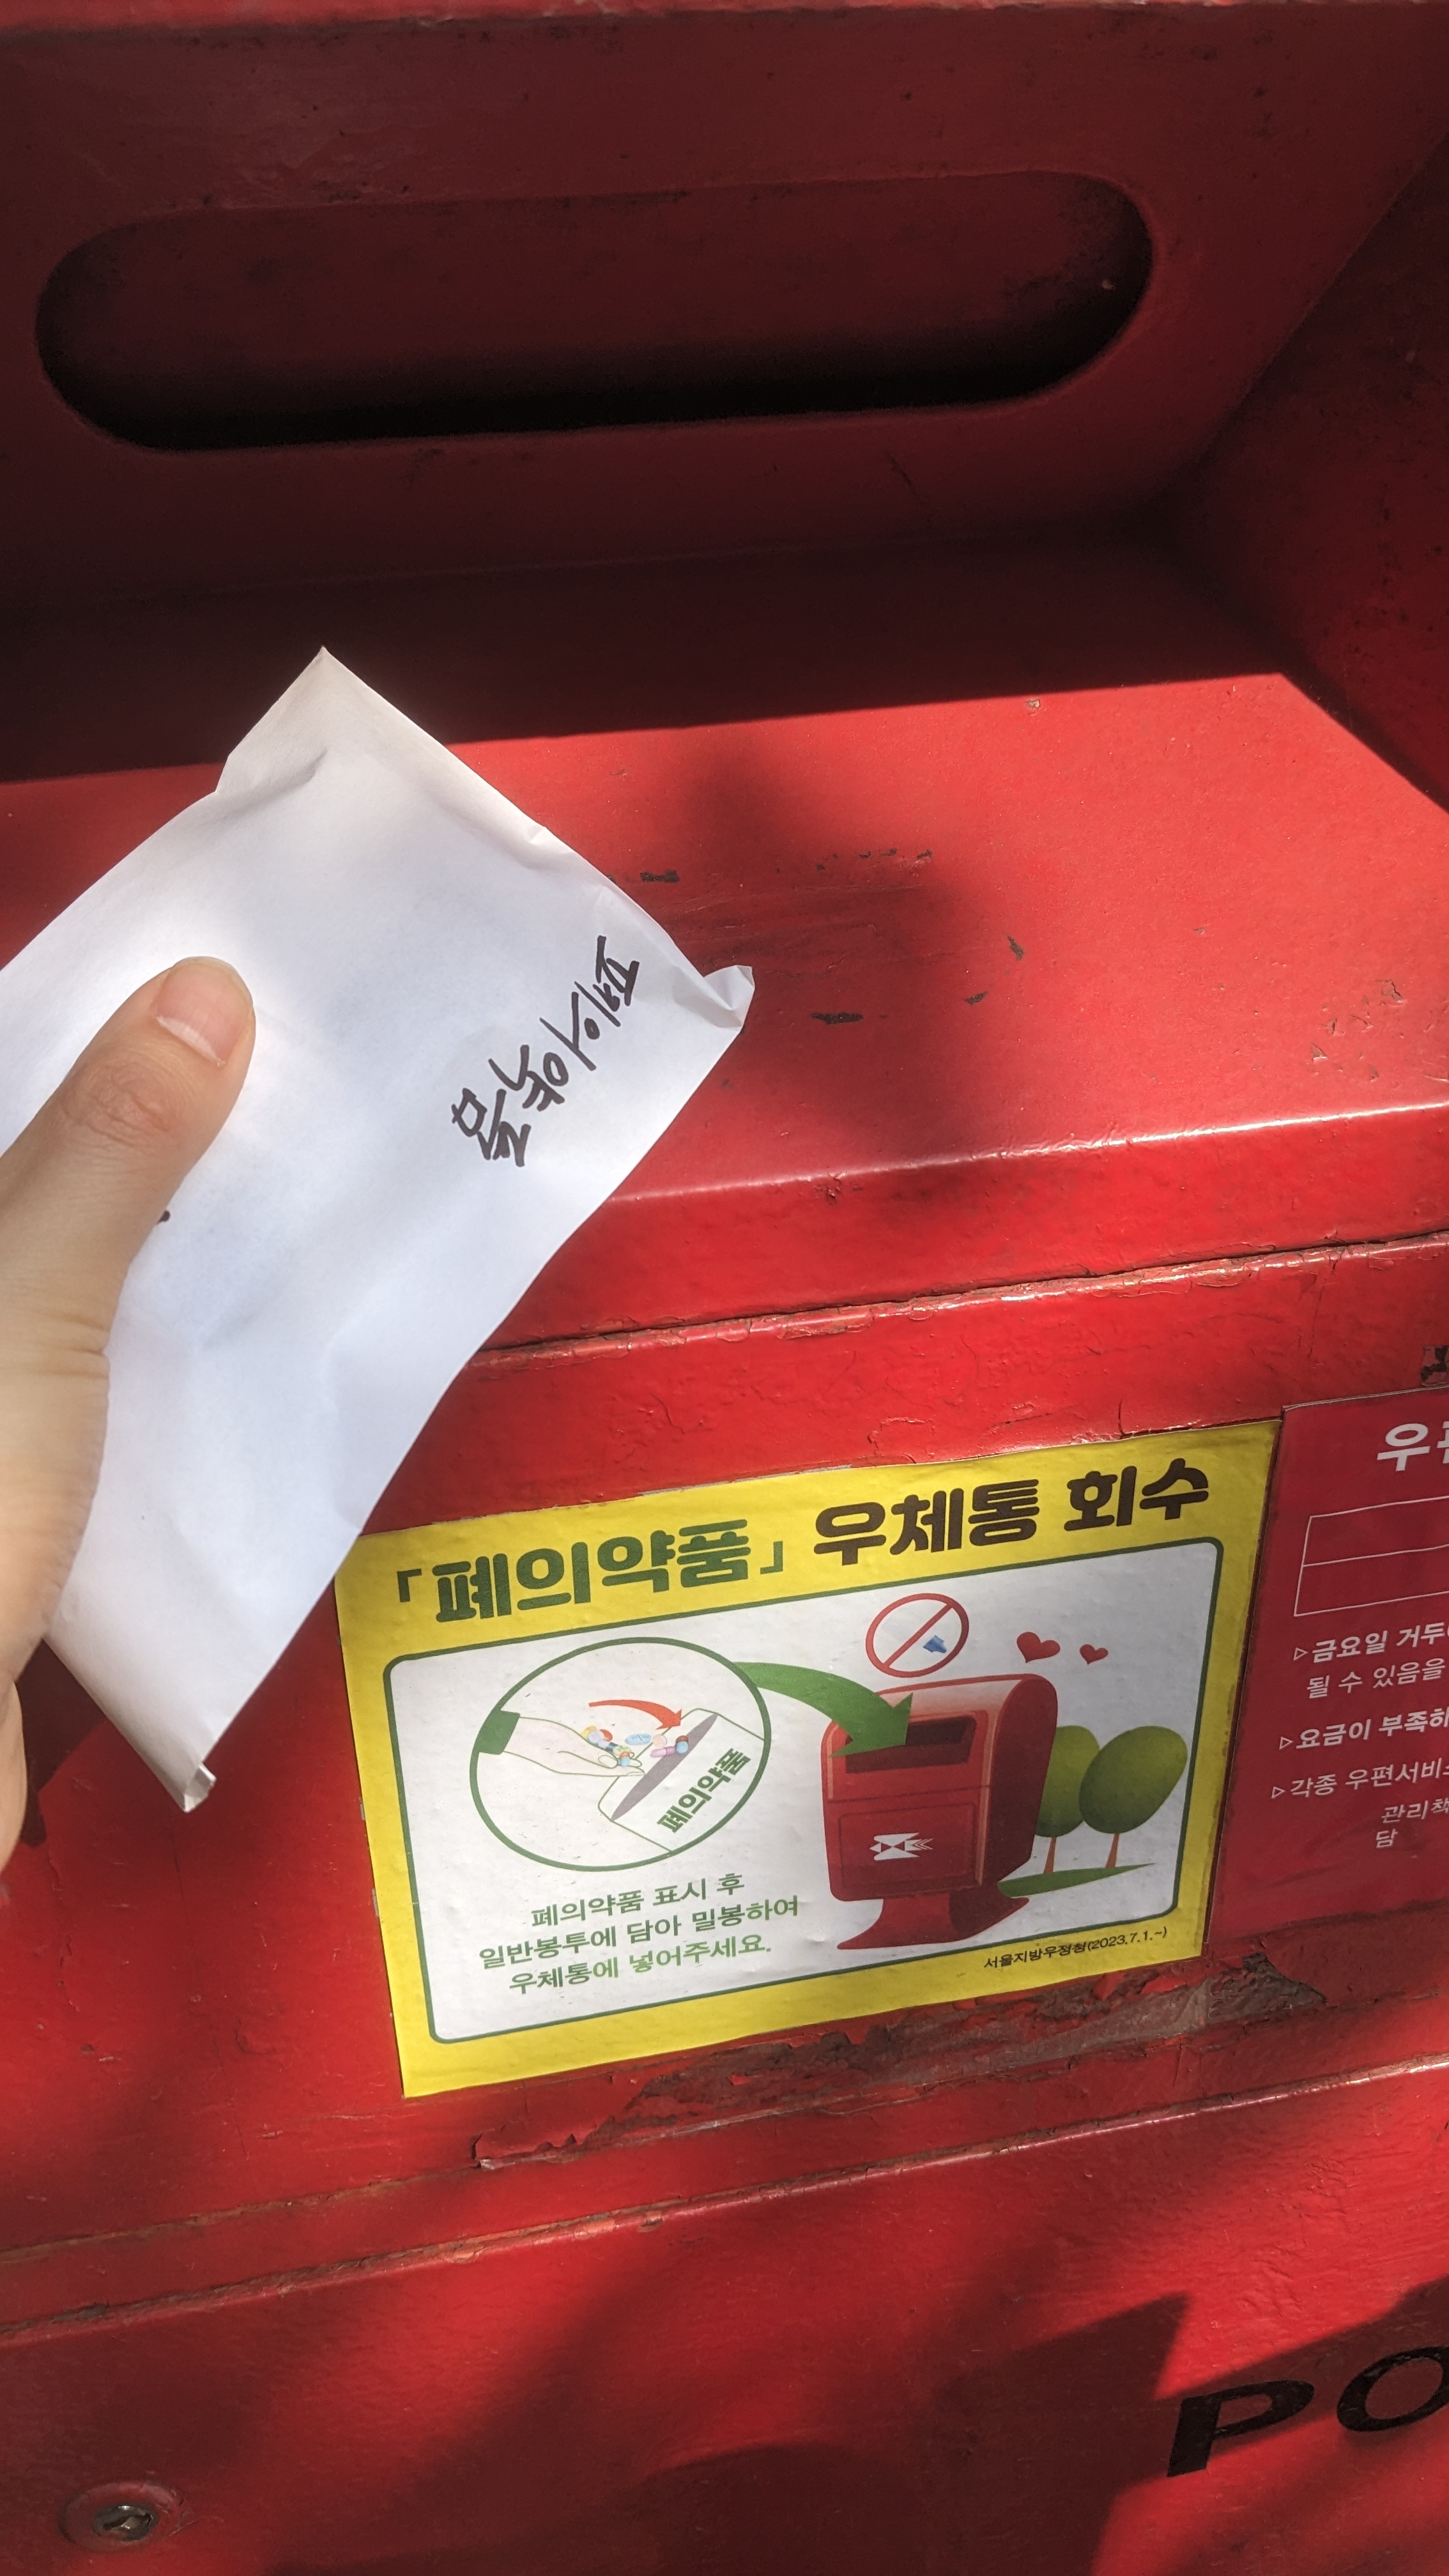 폐의약품
「폐의약품」 우체통 회수
폐의약품
폐의약품 표시 후
일반봉투에 담아 밀봉하여
우체통에 넣어주세요.
서울지방우정청(2023.7.1.~)
▷금요일 거두
될 수 있음을
▷요금이 부족하
▷각종 우편서비
관리책
담
PO